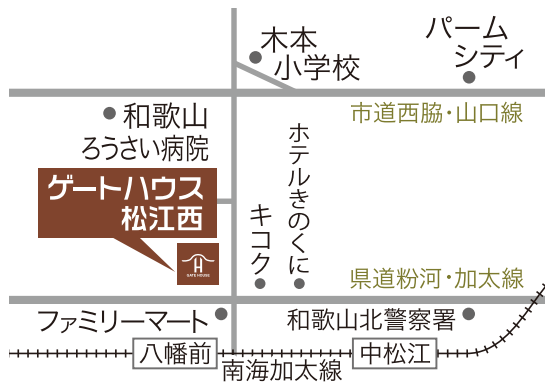 木本
小学校
パーム
シティ
和歌山
ろうさい病院
市道西脇・山口線
ホテルきのくに
キコク
ゲートハウス
松江西
H
GATE HOUSE
県道粉河・加太線
ファミリーマート
和歌山北警察署
八幡前
中松江
南海加太線